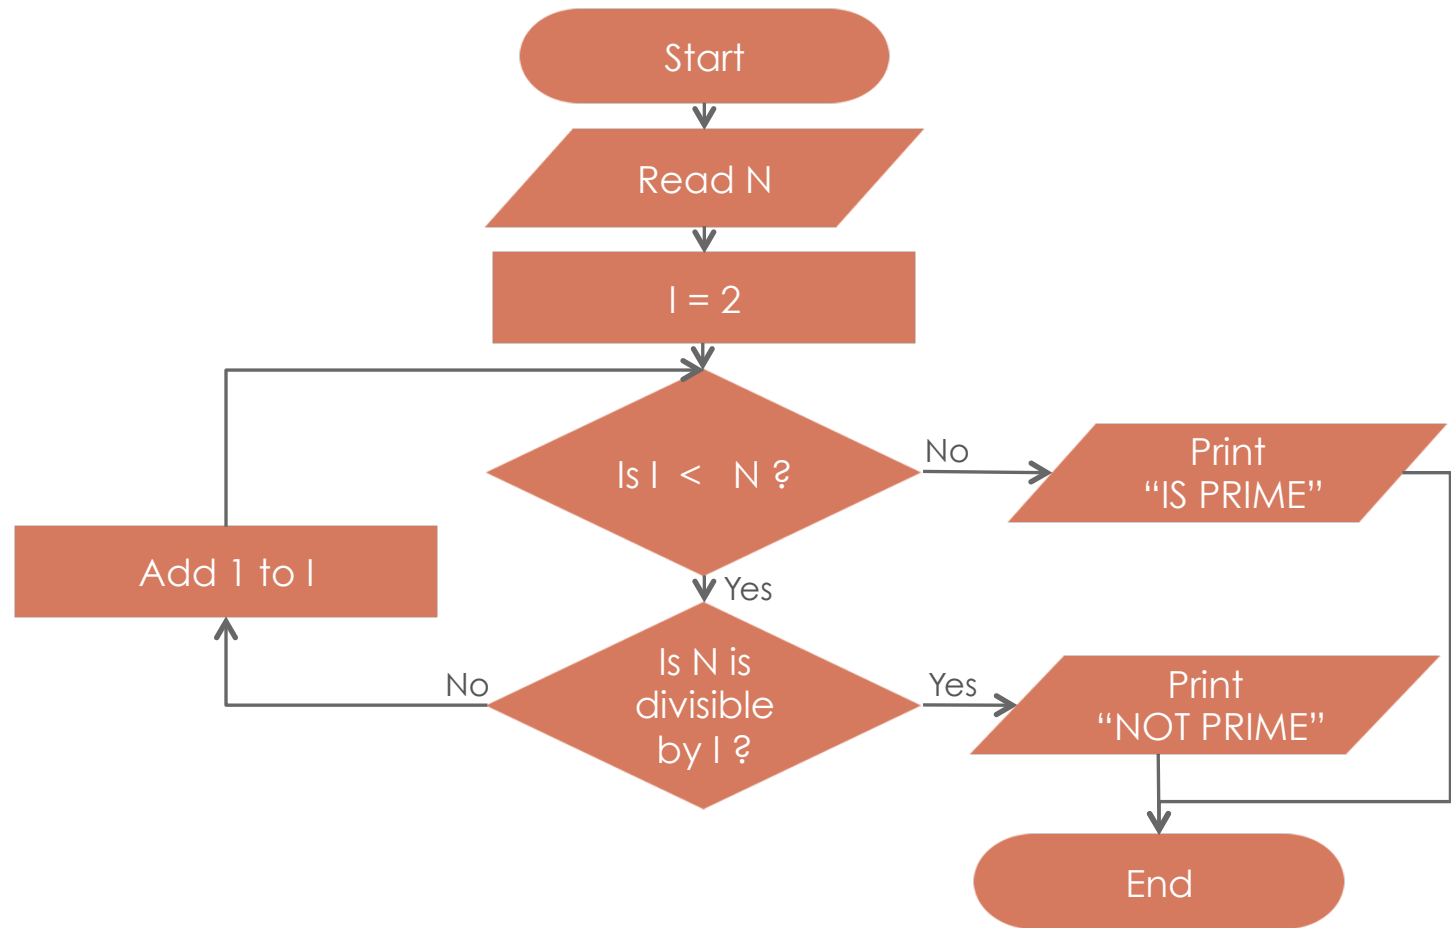 Start
Read N
I = 2
Is I < N ?
No
Print
“IS PRIME”
Add 1 to I
Yes
Is N is
divisible
by I ?
No
Yes
Print
“NOT PRIME”
End